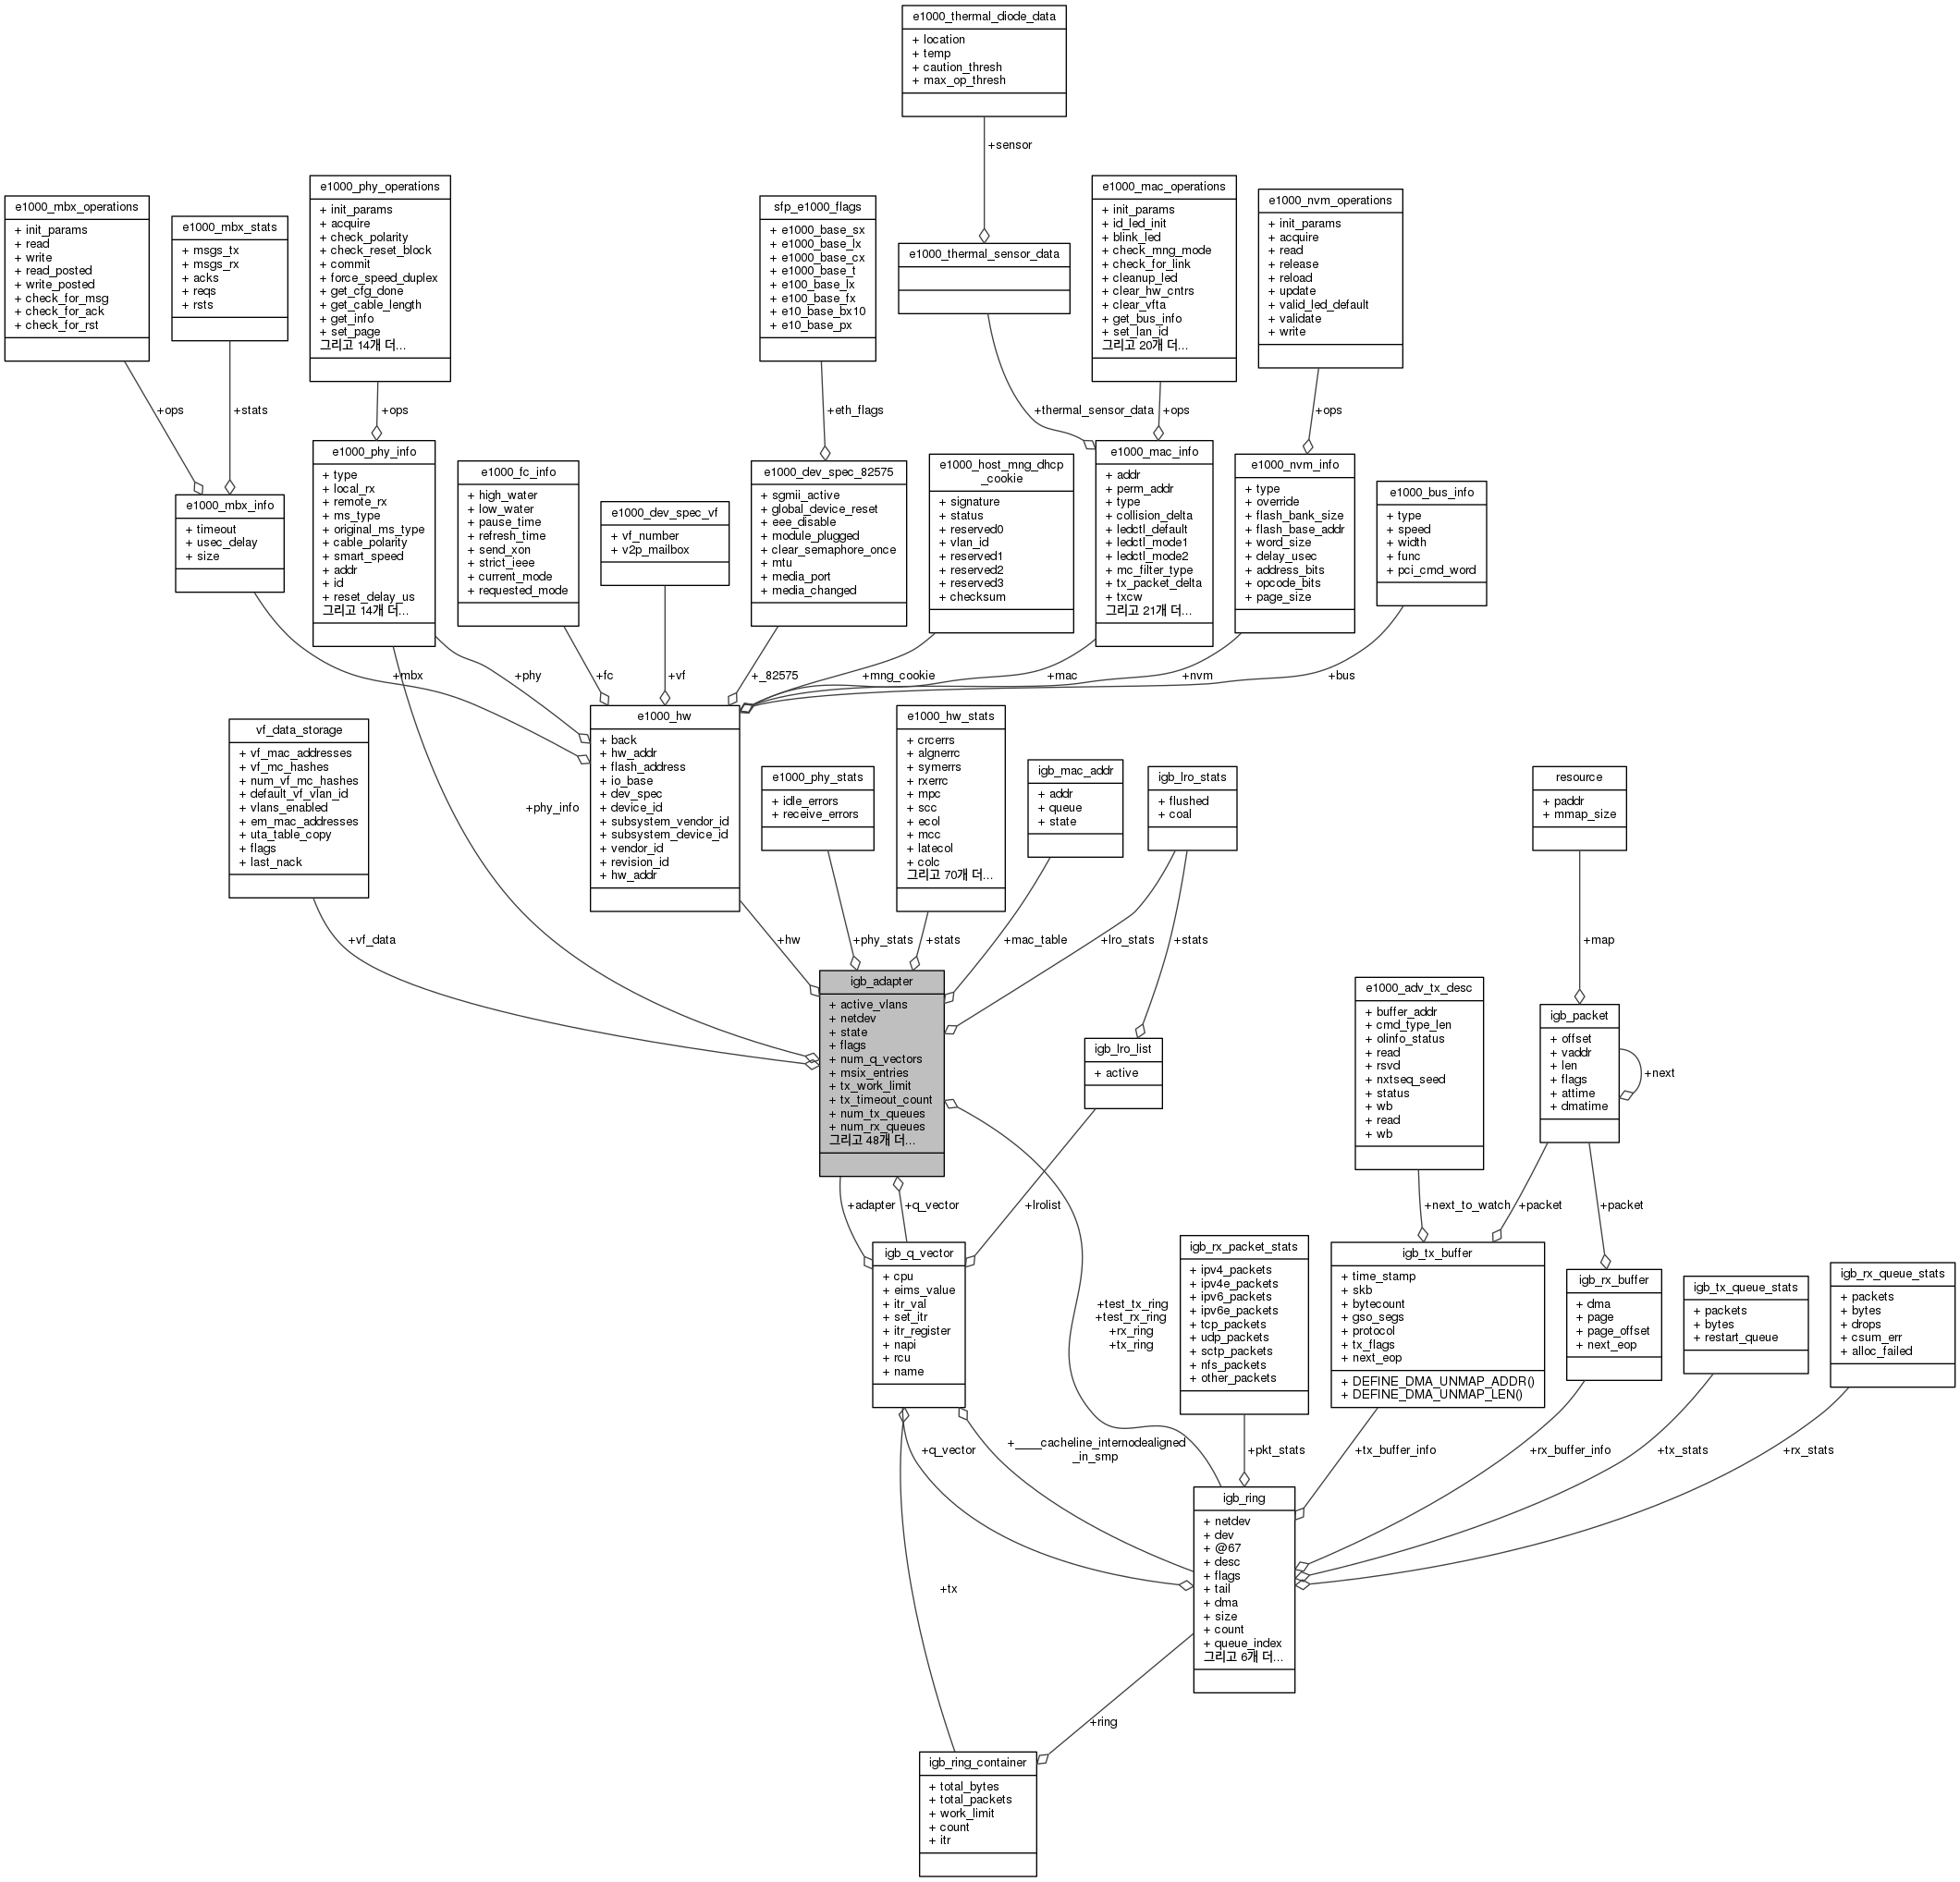 e1000_thermal_diode_data
+ location
+ temp
+ caution_thresh
+ max_op_thresh
+sensor
e1000_mbx_operations
+ init_params
+ read
+ write
+ read_posted
+ write_posted
+ check_for_msg
+ check_for_ack
+ check_for_rst
e1000_mbx_stats
+ msgs_tx
+ msgs_rx
+ acks
+ reqs
+ rsts
e1000_phy_operations
+ init_params
+ acquire
+ check_polarity
+ check_reset_block
+ commit
+ force_speed_duplex
+ get_cfg_done
+ get_cable_length
+ get_info
+ set_page
그리고 14개 더...
sfp_e1000_flags
+ e1000_base_sx
+ e1000_base_lx
+ e1000_base_cx
+ e1000_base_t
+ e100_base_lx
+ e100_base_fx
+ e10_base_bx10
+ e10_base_px
e1000_thermal_sensor_data
e1000_mac_operations
+ init_params
+ id_led_init
+ blink_led
+ check_mng_mode
+ check_for_link
+ cleanup_led
+ clear_hw_cntrs
+ clear_vfta
+ get_bus_info
+ set_lan_id
그리고 20개 더...
e1000_nvm_operations
+ init_params
+ acquire
+ read
+ release
+ reload
+ update
+ valid_led_default
+ validate
+ write
+ops
+stats
+ops
+eth_flags
+thermal_sensor_data
+ops
+ops
e1000_mbx_info
+ timeout
+ usec_delay
+ size
e1000_phy_info
+ type
+ local_rx
+ remote_rx
+ ms_type
+ original_ms_type
+ cable_polarity
+ smart_speed
+ addr
+ id
+ reset_delay_us
그리고 14개 더...
e1000_fc_info
+ high_water
+ low_water
+ pause_time
+ refresh_time
+ send_xon
+ strict_ieee
+ current_mode
+ requested_mode
e1000_dev_spec_vf
+ vf_number
+ v2p_mailbox
e1000_dev_spec_82575
+ sgmii_active
+ global_device_reset
+ eee_disable
+ module_plugged
+ clear_semaphore_once
+ mtu
+ media_port
+ media_changed
e1000_host_mng_dhcp
_cookie
+ signature
+ status
+ reserved0
+ vlan_id
+ reserved1
+ reserved2
+ reserved3
+ checksum
e1000_mac_info
+ addr
+ perm_addr
+ type
+ collision_delta
+ ledctl_default
+ ledctl_mode1
+ ledctl_mode2
+ mc_filter_type
+ tx_packet_delta
+ txcw
그리고 21개 더...
e1000_nvm_info
+ type
+ override
+ flash_bank_size
+ flash_base_addr
+ word_size
+ delay_usec
+ address_bits
+ opcode_bits
+ page_size
e1000_bus_info
+ type
+ speed
+ width
+ func
+ pci_cmd_word
+mbx
+phy
+fc
+vf
+_82575
+mng_cookie
+mac
+nvm
+bus
vf_data_storage
+ vf_mac_addresses
+ vf_mc_hashes
+ num_vf_mc_hashes
+ default_vf_vlan_id
+ vlans_enabled
+ em_mac_addresses
+ uta_table_copy
+ flags
+ last_nack
+phy_info
e1000_hw
+ back
+ hw_addr
+ flash_address
+ io_base
+ dev_spec
+ device_id
+ subsystem_vendor_id
+ subsystem_device_id
+ vendor_id
+ revision_id
+ hw_addr
e1000_phy_stats
+ idle_errors
+ receive_errors
e1000_hw_stats
+ crcerrs
+ algnerrc
+ symerrs
+ rxerrc
+ mpc
+ scc
+ ecol
+ mcc
+ latecol
+ colc
그리고 70개 더...
igb_mac_addr
+ addr
+ queue
+ state
igb_lro_stats
+ flushed
+ coal
resource
+ paddr
+ mmap_size
+vf_data
+hw
+phy_stats
+stats
+mac_table
+lro_stats
+stats
+map
igb_adapter
+ active_vlans
+ netdev
+ state
+ flags
+ num_q_vectors
+ msix_entries
+ tx_work_limit
+ tx_timeout_count
+ num_tx_queues
+ num_rx_queues
그리고 48개 더...
igb_lro_list
+ active
e1000_adv_tx_desc
+ buffer_addr
+ cmd_type_len
+ olinfo_status
+ read
+ rsvd
+ nxtseq_seed
+ status
+ wb
+ read
+ wb
igb_packet
+ offset
+ vaddr
+ len
+ flags
+ attime
+ dmatime
+next
+adapter
+q_vector
+lrolist
+next_to_watch
+packet
+packet
igb_q_vector
+ cpu
+ eims_value
+ itr_val
+ set_itr
+ itr_register
+ napi
+ rcu
+ name
+test_tx_ring
+test_rx_ring
+rx_ring
+tx_ring
igb_rx_packet_stats
+ ipv4_packets
+ ipv4e_packets
+ ipv6_packets
+ ipv6e_packets
+ tcp_packets
+ udp_packets
+ sctp_packets
+ nfs_packets
+ other_packets
igb_tx_buffer
+ time_stamp
+ skb
+ bytecount
+ gso_segs
+ protocol
+ tx_flags
+ next_eop
+ DEFINE_DMA_UNMAP_ADDR()
+ DEFINE_DMA_UNMAP_LEN()
igb_rx_buffer
+ dma
+ page
+ page_offset
+ next_eop
igb_tx_queue_stats
+ packets
+ bytes
+ restart_queue
igb_rx_queue_stats
+ packets
+ bytes
+ drops
+ csum_err
+ alloc_failed
+q_vector
+____cacheline_internodealigned
_in_smp
+pkt_stats
+tx_buffer_info
+rx_buffer_info
+tx_stats
+rx_stats
igb_ring
+ netdev
+ dev
+ @67
+ desc
+ flags
+ tail
+ dma
+ size
+ count
+ queue_index
그리고 6개 더...
+tx
+ring
igb_ring_container
+ total_bytes
+ total_packets
+ work_limit
+ count
+ itr